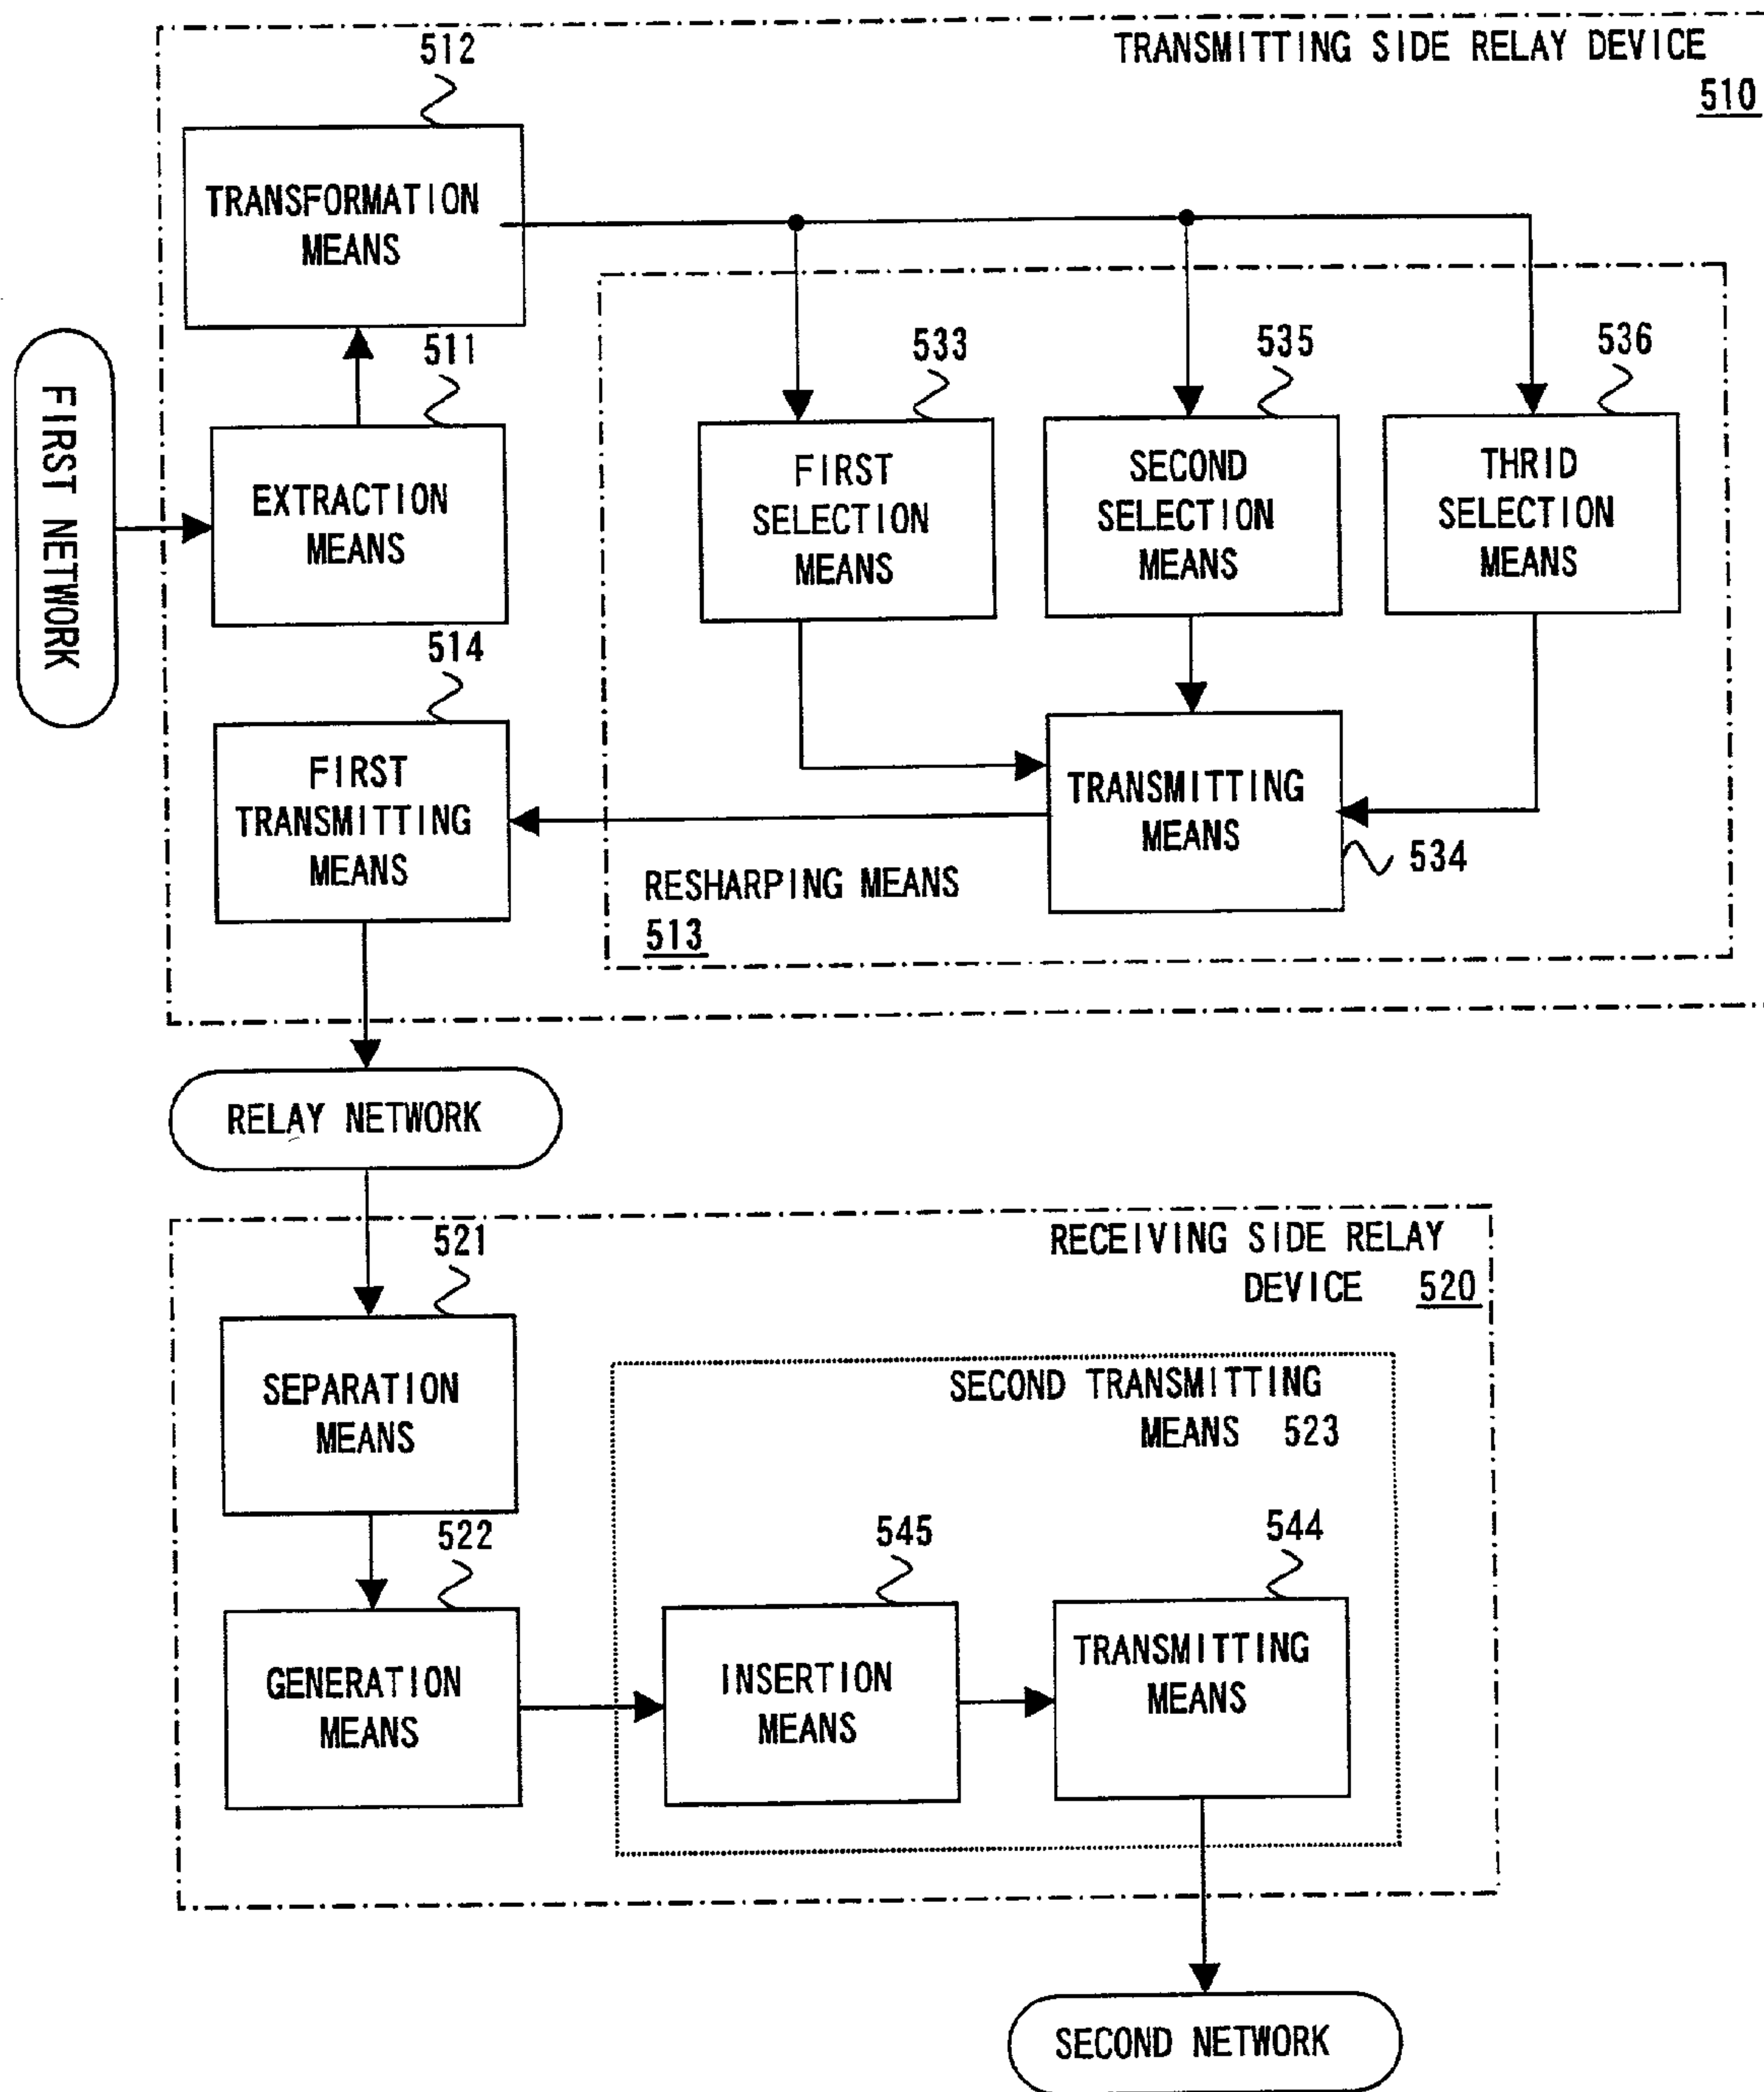 TRANSMITTING SIDE RELAY DEVICE
510
512
TRANSFORMATION
MEANS
FIRST NETWORK
511
EXTRACTION
MEANS
533
FIRST
SELECTION
MEANS
535
SECOND
SELECTION
MEANS
536
THRID
SELECTION
MEANS
514
FIRST
TRANSMITTING
MEANS
TRANSMITTING
MEANS
534
RESHARPING MEANS
513
RELAY NETWORK
RECEIVING SIDE RELAY
DEVICE 520
521
SEPARATION
MEANS
SECOND TRANSMITTING
MEANS 523
522
GENERATION
MEANS
545
INSERTION
MEANS
544
TRANSMITTING
MEANS
SECOND NETWORK